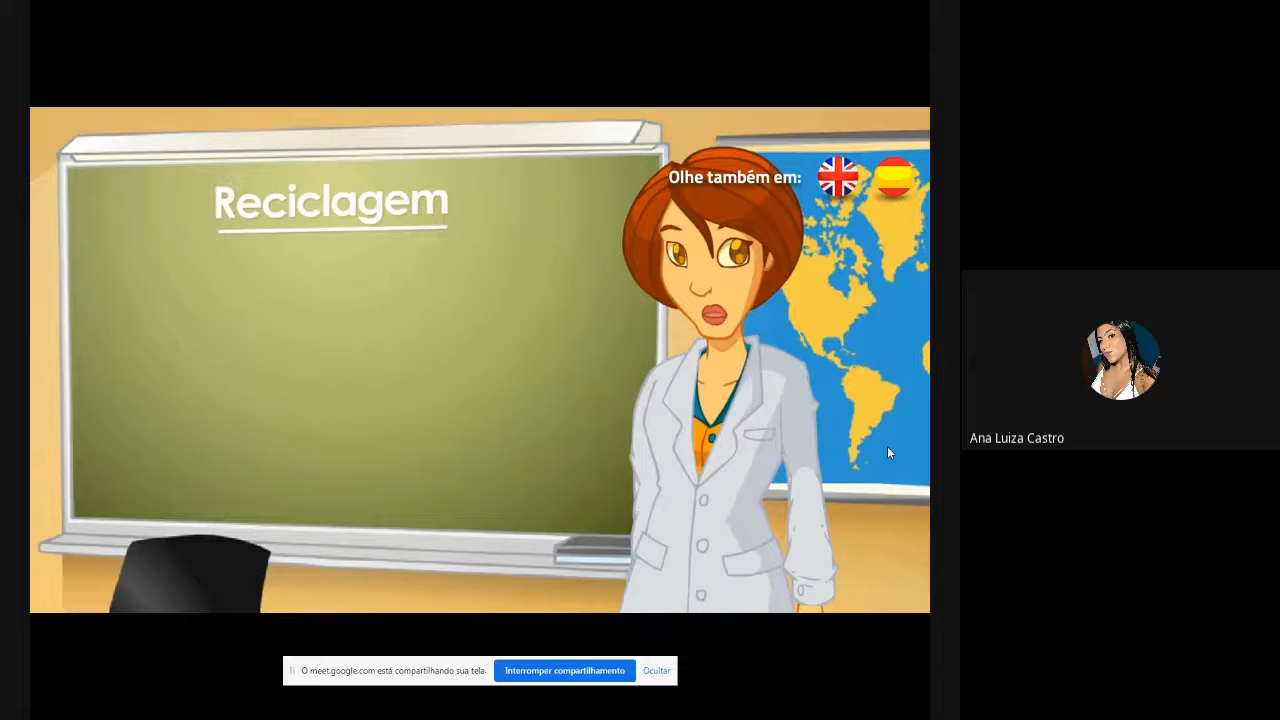 Olhe também em:
Reciclagem
Ana Luiza Castro
O meet.google.com está compartilhando sua tela.
Interromper compartilhamento
Ocultar